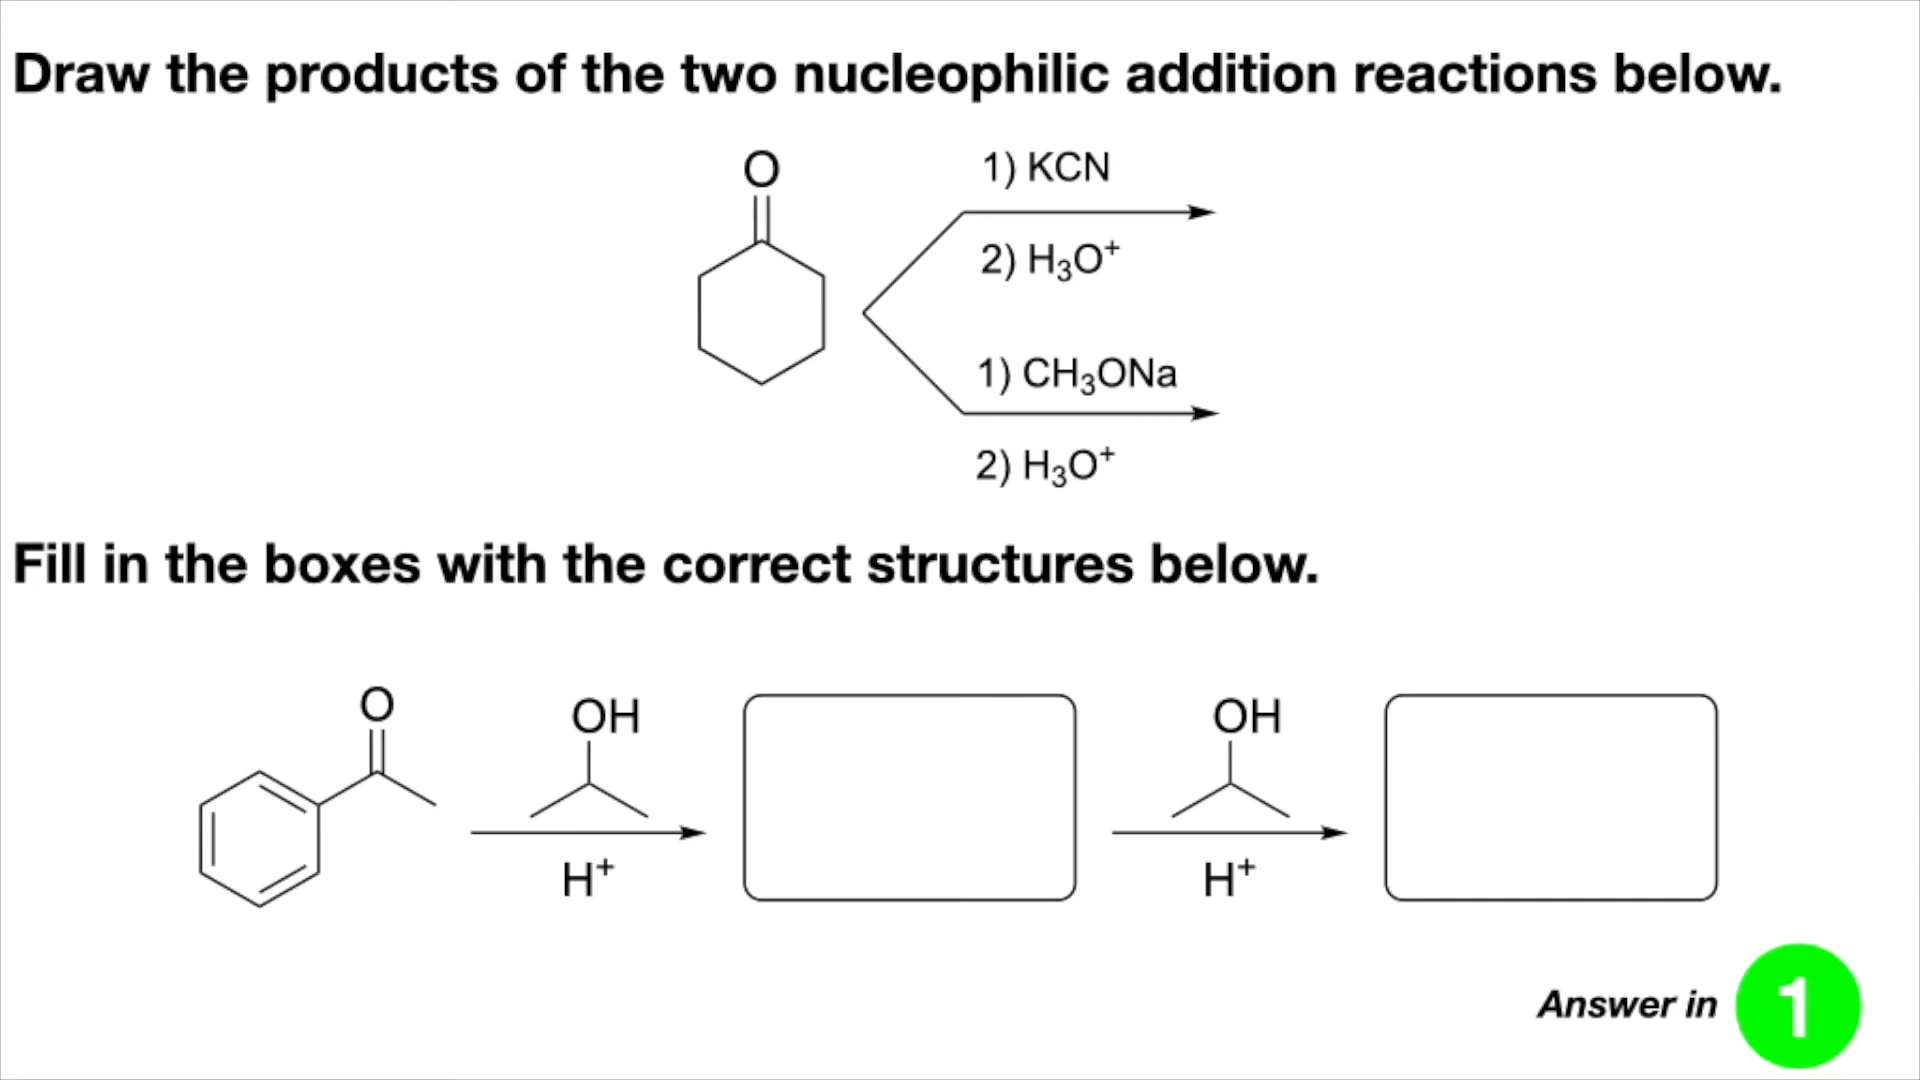 Draw the products of the two nucleophilic addition reactions below.
O
1) KCN
2) H₃O⁺
1) CH₃ONa
2) H₃O⁺
Fill in the boxes with the correct structures below.
O
OH
H⁺
OH
H⁺
Answer in 1